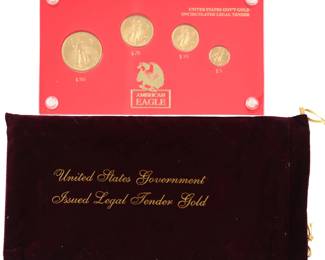 UNITED STATES GOV'T GOLD
UNCIRCULATED LEGAL TENDER
$50
$25
$10
$5
AMERICAN
EAGLE
United States Government
Issued Legal Tender Gold